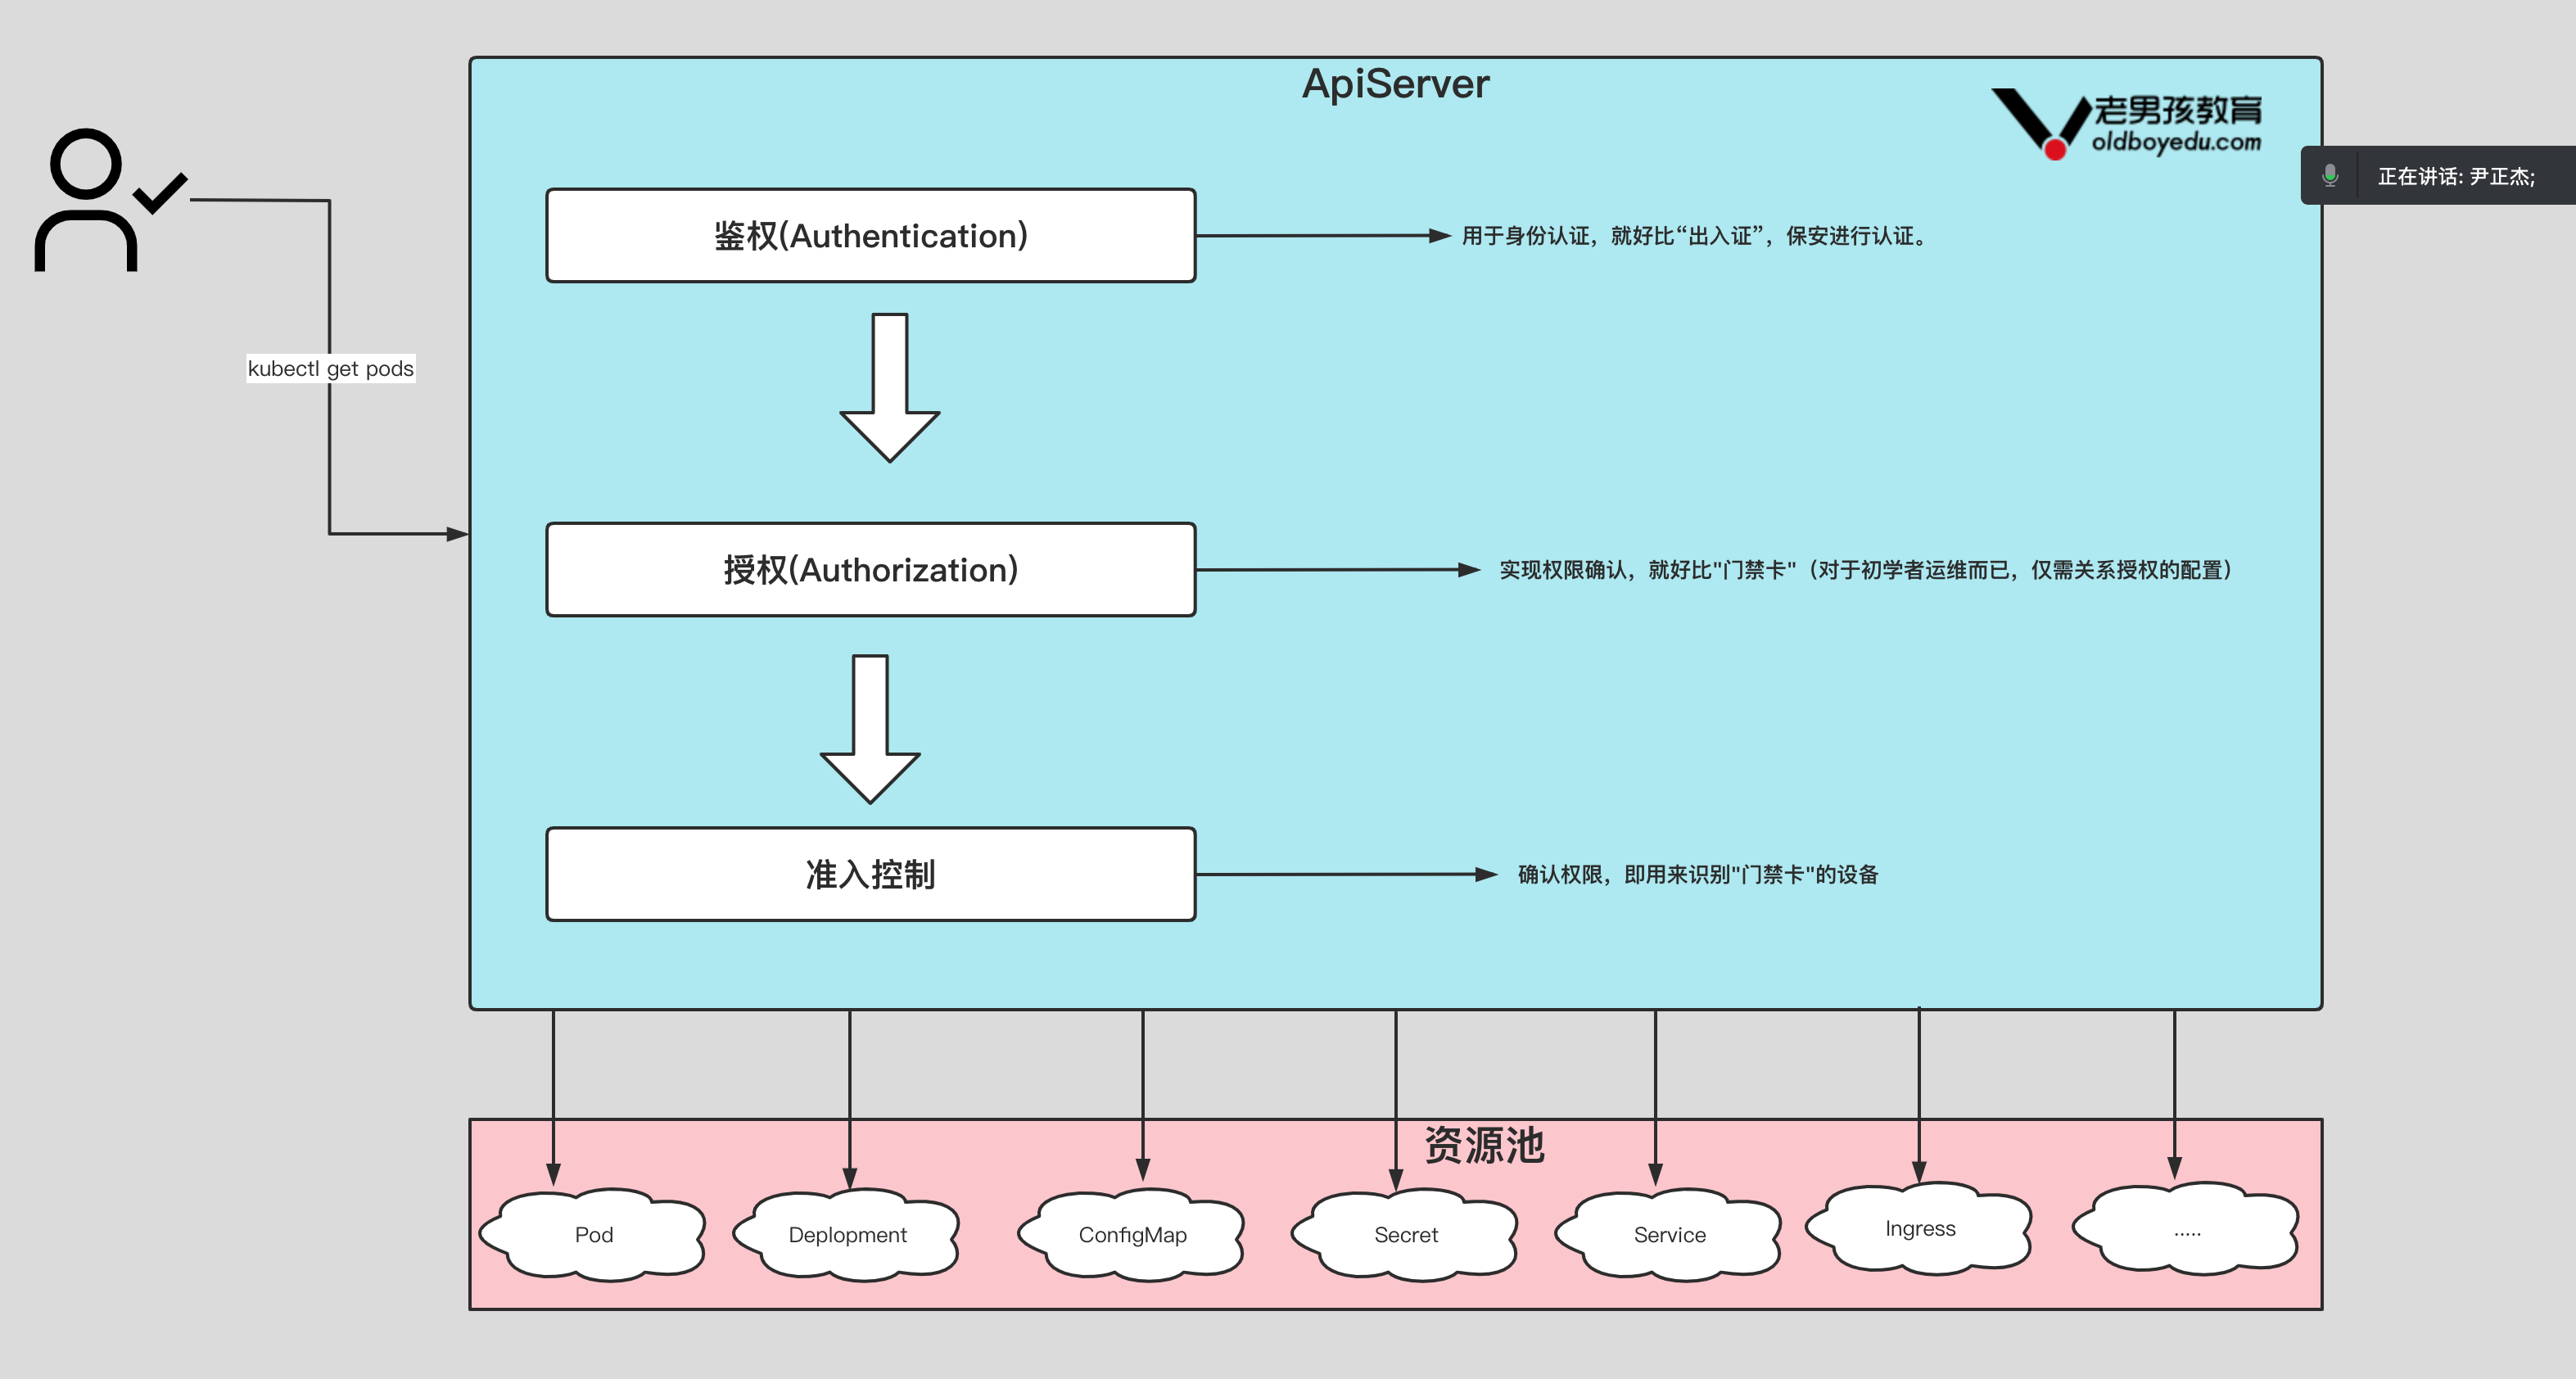 ApiServer
老男孩教育
oldboyedu.com
正在讲话: 尹正杰;
鉴权(Authentication)
用于身份认证，就好比“出入证”，保安进行认证。
kubectl get pods
授权(Authorization)
实现权限确认，就好比"门禁卡"（对于初学者运维而已，仅需关系授权的配置）
准入控制
确认权限，即用来识别"门禁卡"的设备
资源池
Pod
Deplopment
ConfigMap
Secret
Service
Ingress
.....